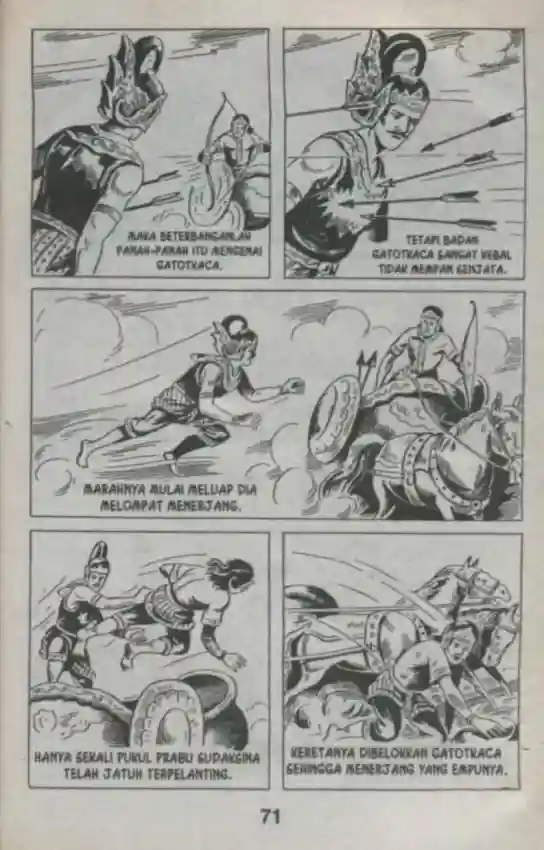 MAKA BETERBANGANLAH
PANAH-PANAH ITU MENGENAI
GATOTKACA.
TETAPI BADAN
GATOTKACA SANGAT KEBAL
TIDAK MEMPAN SENJATA.
MARAHNYA MULAI MELUAP DIA
MELOMPAT MENERJANG.
HANYA SEKALI PUKUL PRABU SUDAKSINA
TELAH JATUH TERPELANTING.
KERETANYA DIBELOKKAN GATOTKACA
SEHINGGA MENERJANG YANG EMPUNYA.
71